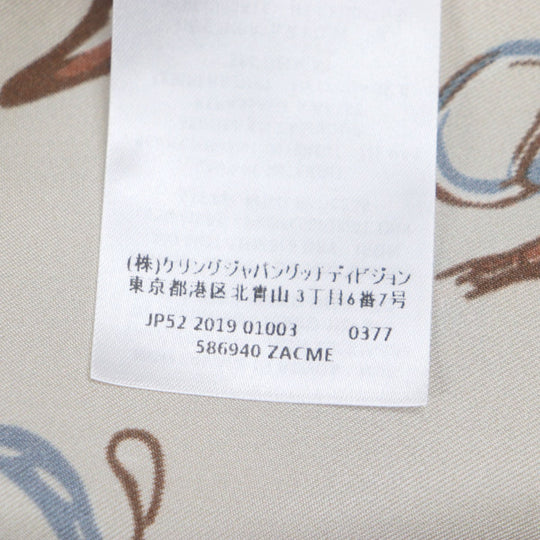 (株)ケリングジャパングッチディビジョン
東京都港区北青山3丁目6番7号
JP52 2019 01003 0377
586940 ZACME